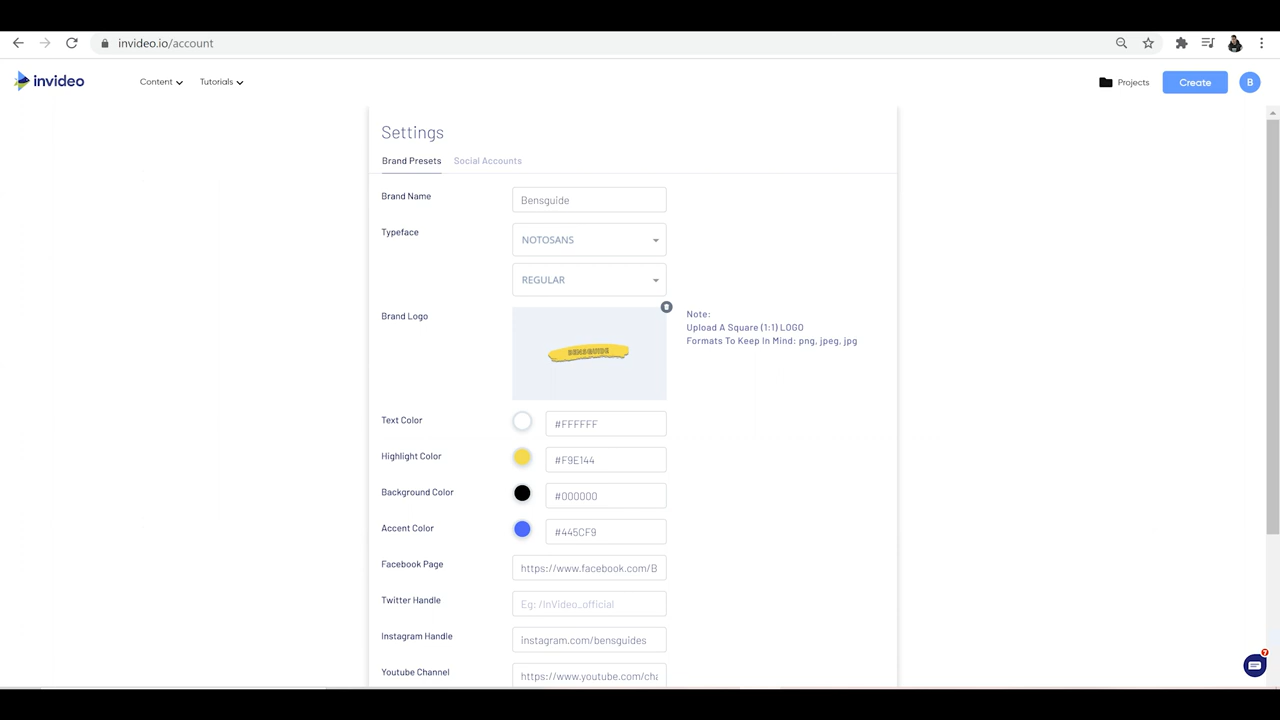 invideo.io/account
invideo
Content
Tutorials
Projects
Create
B
Settings
Brand Presets
Social Accounts
Brand Name
Bensguide
Typeface
NOTOSANS
REGULAR
Brand Logo
BENSGUIDE
Note:
Upload A Square (1:1) LOGO
Formats To Keep In Mind: png, jpeg, jpg
Text Color
#FFFFFF
Highlight Color
#F9E144
Background Color
#000000
Accent Color
#445CF9
Facebook Page
https://www.facebook.com/B
Twitter Handle
Eg: /InVideo_official
Instagram Handle
instagram.com/bensguides
Youtube Channel
https://www.youtube.com/cha
7